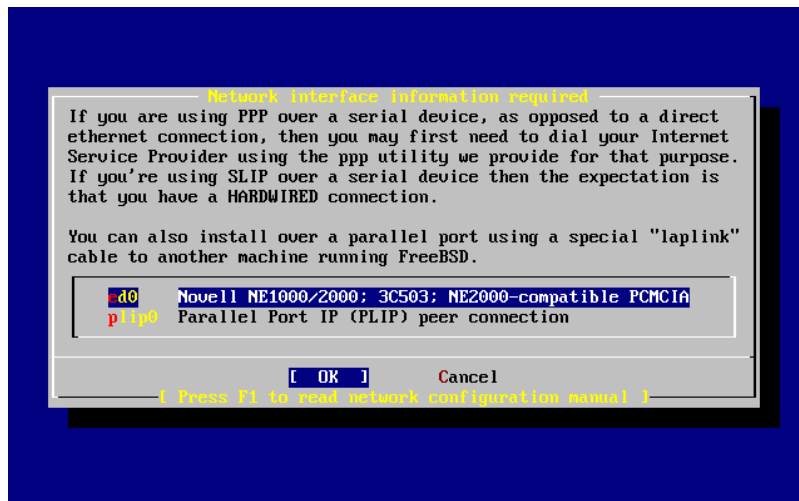 Network interface information required
If you are using PPP over a serial device, as opposed to a direct
ethernet connection, then you may first need to dial your Internet
Service Provider using the ppp utility we provide for that purpose.
If you're using SLIP over a serial device then the expectation is
that you have a HARDWIRED connection.
You can also install over a parallel port using a special "laplink"
cable to another machine running FreeBSD.
ed0 Novell NE1000/2000; 3C503; NE2000-compatible PCMCIA
plip0 Parallel Port IP (PLIP) peer connection
[ OK ] Cancel
[ Press F1 to read network configuration manual ]